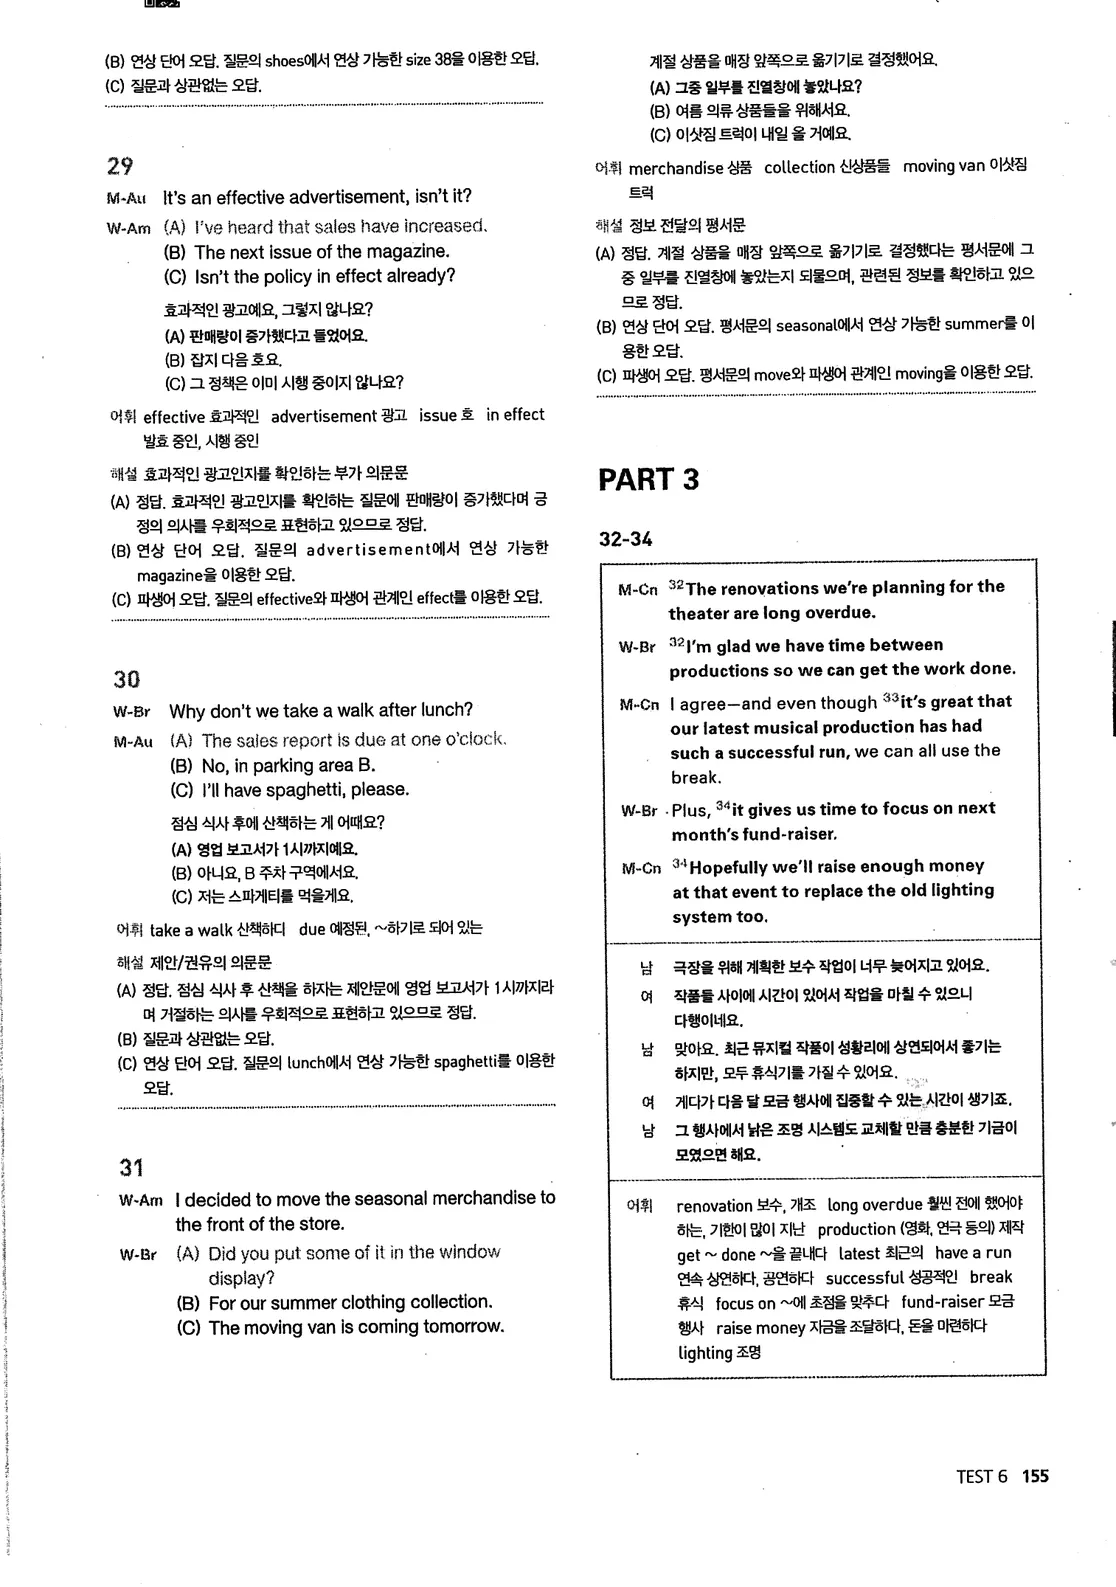 (B) 연상 단어 오답. 질문의 shoes에서 연상 가능한 size 38을 이용한 오답.
(C) 질문과 상관없는 오답.
29
M-Au It's an effective advertisement, isn't it?
W-Am (A) I've heard that sales have increased.
(B) The next issue of the magazine.
(C) Isn't the policy in effect already?
효과적인 광고예요, 그렇지 않나요?
(A) 판매량이 증가했다고 들었어요.
(B) 잡지 다음 호요.
(C) 그 정책은 이미 시행 중이지 않나요?
어휘 effective 효과적인 advertisement 광고 issue 호 in effect
발효 중인, 시행 중인
해설 효과적인 광고인지를 확인하는 부가 의문문
(A) 정답. 효과적인 광고인지를 확인하는 질문에 판매량이 증가했다며 긍
정의 의사를 우회적으로 표현하고 있으므로 정답.
(B) 연상 단어 오답. 질문의 advertisement에서 연상 가능한
magazine을 이용한 오답.
(C) 파생어 오답. 질문의 effective와 파생어 관계인 effect를 이용한 오답.
30
W-Br Why don't we take a walk after lunch?
M-Au (A) The sales report is due at one o'clock.
(B) No, in parking area B.
(C) I'll have spaghetti, please.
점심 식사 후에 산책하는 게 어때요?
(A) 영업 보고서가 1시까지예요.
(B) 아니요, B 주차 구역에서요.
(C) 저는 스파게티를 먹을게요.
어휘 take a walk 산책하다 due 예정된, ~하기로 되어 있는
해설 제안/권유의 의문문
(A) 정답. 점심 식사 후 산책을 하자는 제안문에 영업 보고서가 1시까지라
며 거절하는 의사를 우회적으로 표현하고 있으므로 정답.
(B) 질문과 상관없는 오답.
(C) 연상 단어 오답. 질문의 lunch에서 연상 가능한 spaghetti를 이용한
오답.
31
W-Am I decided to move the seasonal merchandise to
the front of the store.
W-Br (A) Did you put some of it in the window
display?
(B) For our summer clothing collection.
(C) The moving van is coming tomorrow.
계절 상품을 매장 앞쪽으로 옮기기로 결정했어요.
(A) 그중 일부를 진열창에 놓았나요?
(B) 여름 의류 상품들을 위해서요.
(C) 이삿짐 트럭이 내일 올 거예요.
어휘 merchandise 상품 collection 신상품들 moving van 이삿짐
트럭
해설 정보 전달의 평서문
(A) 정답. 계절 상품을 매장 앞쪽으로 옮기기로 결정했다는 평서문에 그
중 일부를 진열창에 놓았는지 되물으며, 관련된 정보를 확인하고 있으
므로 정답.
(B) 연상 단어 오답. 평서문의 seasonal에서 연상 가능한 summer를 이
용한 오답.
(C) 파생어 오답. 평서문의 move와 파생어 관계인 moving을 이용한 오답.
PART 3
32-34
M-Cn 32The renovations we're planning for the
theater are long overdue.
W-Br 32I'm glad we have time between
productions so we can get the work done.
M-Cn I agree—and even though 33it's great that
our latest musical production has had
such a successful run, we can all use the
break.
W-Br Plus, 34it gives us time to focus on next
month's fund-raiser.
M-Cn 34Hopefully we'll raise enough money
at that event to replace the old lighting
system too.
남 극장을 위해 계획한 보수 작업이 너무 늦어지고 있어요.
여 작품들 사이에 시간이 있어서 작업을 마칠 수 있으니
다행이네요.
남 맞아요. 최근 뮤지컬 작품이 성황리에 상연되어서 좋기는
하지만, 모두 휴식기를 가질 수 있어요.
여 게다가 다음 달 모금 행사에 집중할 수 있는 시간이 생기죠.
남 그 행사에서 낡은 조명 시스템도 교체할 만큼 충분한 기금이
모였으면 해요.
어휘 renovation 보수, 개조 long overdue 훨씬 전에 했어야
하는, 기한이 많이 지난 production (영화, 연극 등의) 제작
get ~ done ~을 끝내다 latest 최근의 have a run
연속 상연하다, 공연하다 successful 성공적인 break
휴식 focus on ~에 초점을 맞추다 fund-raiser 모금
행사 raise money 자금을 조달하다, 돈을 마련하다
lighting 조명
TEST 6 155